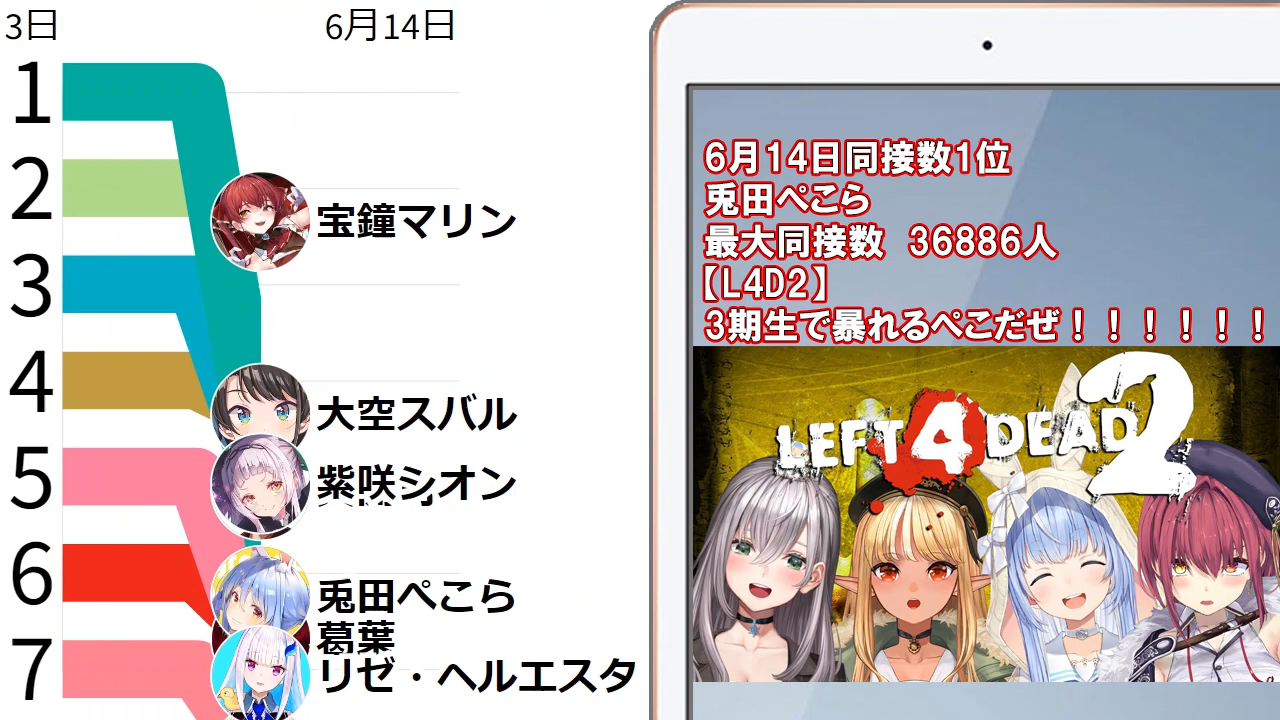 3日
6月14日
1
2
3
4
5
6
7
宝鐘マリン
大空スバル
紫咲シオン
兎田ぺこら
葛葉
リゼ・ヘルエスタ
6月14日同接数1位
兎田ぺこら
最大同接数 36886人
【L4D2】
3期生で暴れるぺこだぜ！！！！！！
LEFT 4 DEAD 2